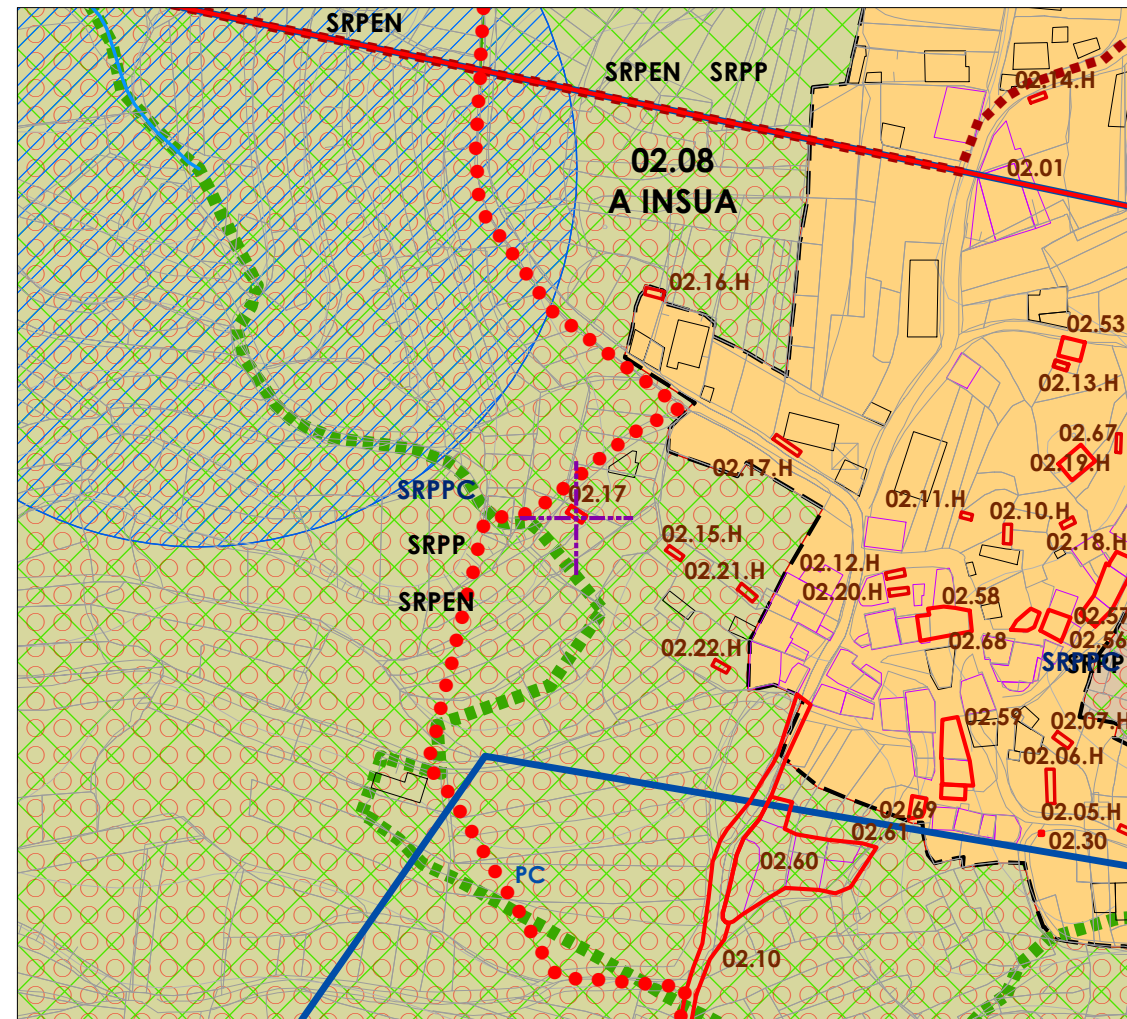 SRPEN
SRPEN SRPP
02.14.H
02.08
A INSUA
02.01
02.16.H
02.53
02.13.H
02.67
02.19.H
02.17.H
SRPPC
02.17
02.11.H
02.10.H
02.18.H
SRPP
02.15.H
02.12.H
02.21.H
02.20.H
02.58
SRPEN
02.57
02.68
02.56
02.22.H
SRPPC
SRPP
02.59
02.07.H
02.06.H
02.69
02.05.H
02.61
02.30
02.60
PC
02.10